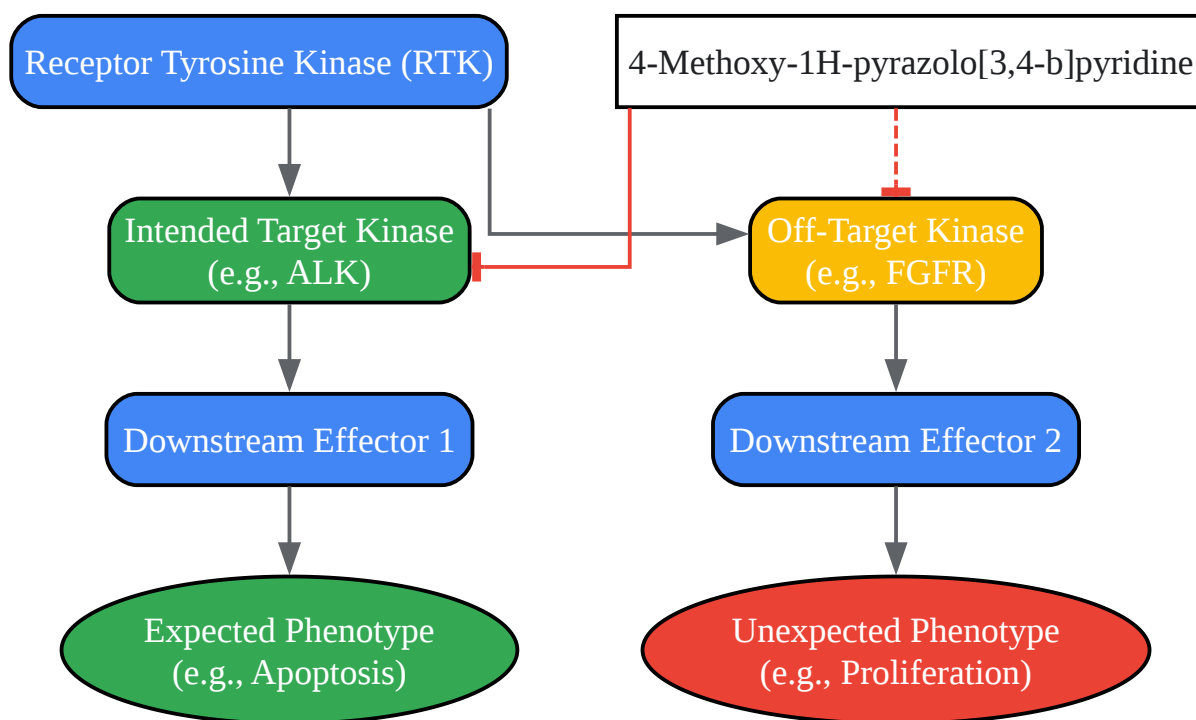 Receptor Tyrosine Kinase (RTK)
4-Methoxy-1H-pyrazolo[3,4-b]pyridine
Intended Target Kinase
(e.g., ALK)
Off-Target Kinase
(e.g., FGFR)
Downstream Effector 1
Downstream Effector 2
Expected Phenotype
(e.g., Apoptosis)
Unexpected Phenotype
(e.g., Proliferation)